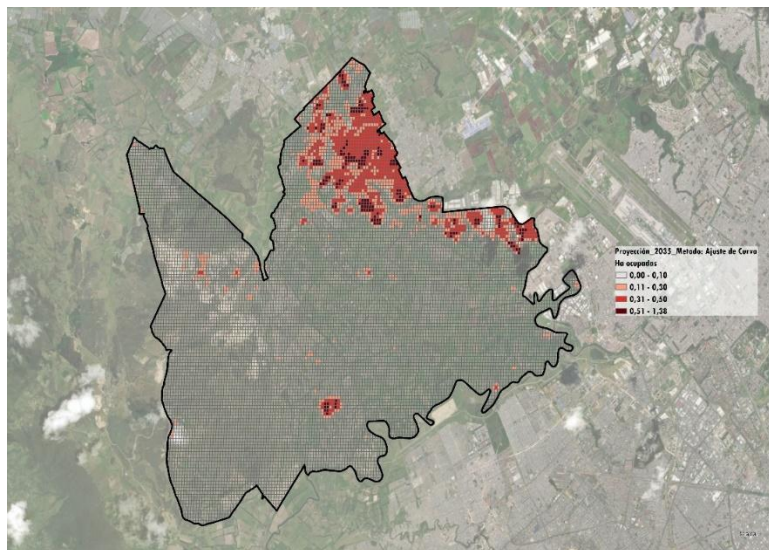 Proyección_2035_Metodo: Ajuste de Curva
Ha ocupadas
0,00 - 0,10
0,11 - 0,30
0,31 - 0,50
0,51 - 1,38